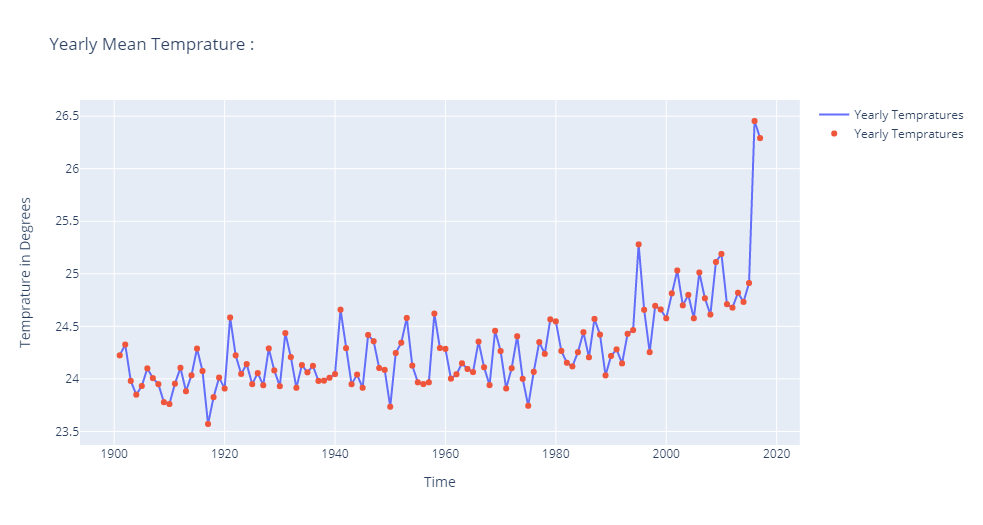 Yearly Mean Temprature :
Yearly Tempratures
Yearly Tempratures
Temprature in Degrees
26.5
26
25.5
25
24.5
24
23.5
1900 1920 1940 1960 1980 2000 2020
Time